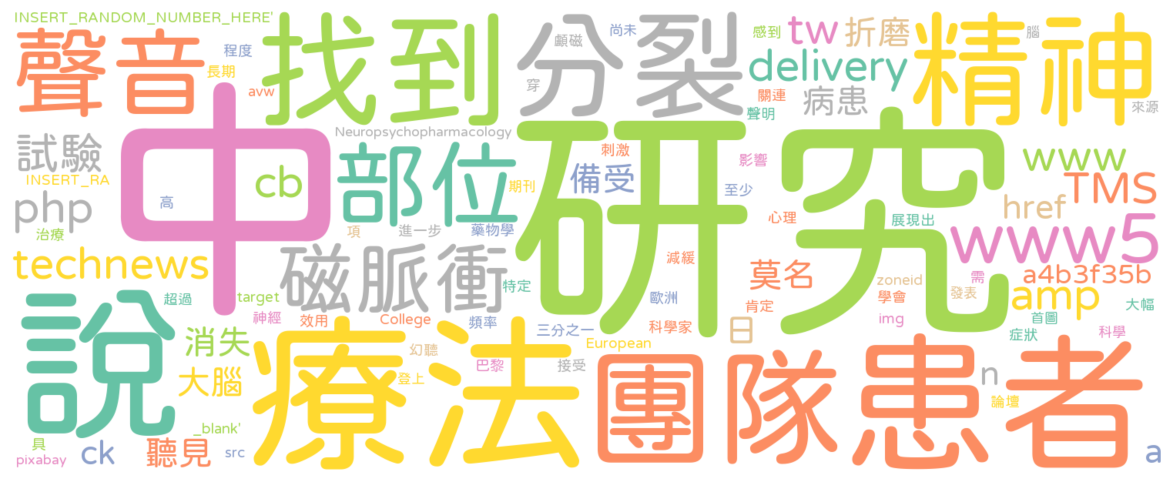 INSERT_RANDOM_NUMBER_HERE'
聲音
程度
長期
avw
找到
分裂
顱磁
穿
尚未
感到
tw
折磨
腦
精神
delivery
關連
聲明
病患
來源
試驗
INSERT_RA
Neuropsychopharmacology
中
高
cb
部位
刺激
備受
期刊
研究
影響
至少
www
TMS
href
php
治療
項
進一步
藥物學
心理
展現出
www5
technews
磁脈衝
特定
減緩
歐洲
莫名
zoneid
需
a4b3f35b
超過
target
神經
效用
College
頻率
三分之一
科學家
肯定
學會
發表
amp
大幅
img
首圖
症狀
科學
說
消失
大腦
療法
幻聽
登上
巴黎
接受
European
日
團隊
患者
n
論壇
_blank'
具
pixabay
ck
聽見
src
a